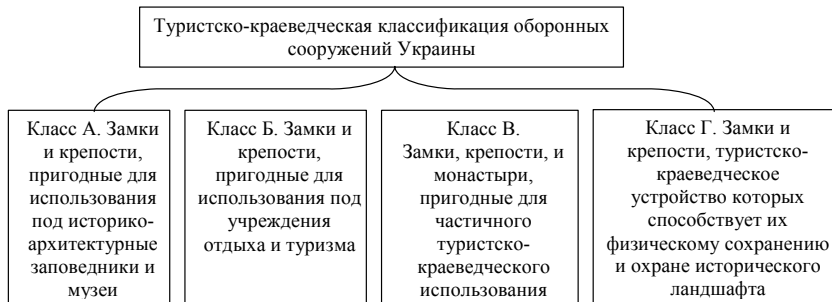 Туристско-краеведческая классификация оборонных
сооружений Украины
Класс А. Замки
и крепости,
пригодные для
использования
под историко-
архитектурные
заповедники и
музеи
Класс Б. Замки и
крепости,
пригодные для
использования под
учреждения
отдыха и туризма
Класс В.
Замки, крепости, и
монастыри,
пригодные для
частичного
туристско-
краеведческого
использования
Класс Г. Замки и
крепости, туристско-
краеведческое
устройство которых
способствует их
физическому сохранению
и охране исторического
ландшафта